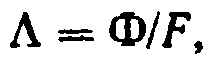 Λ = Φ/F,